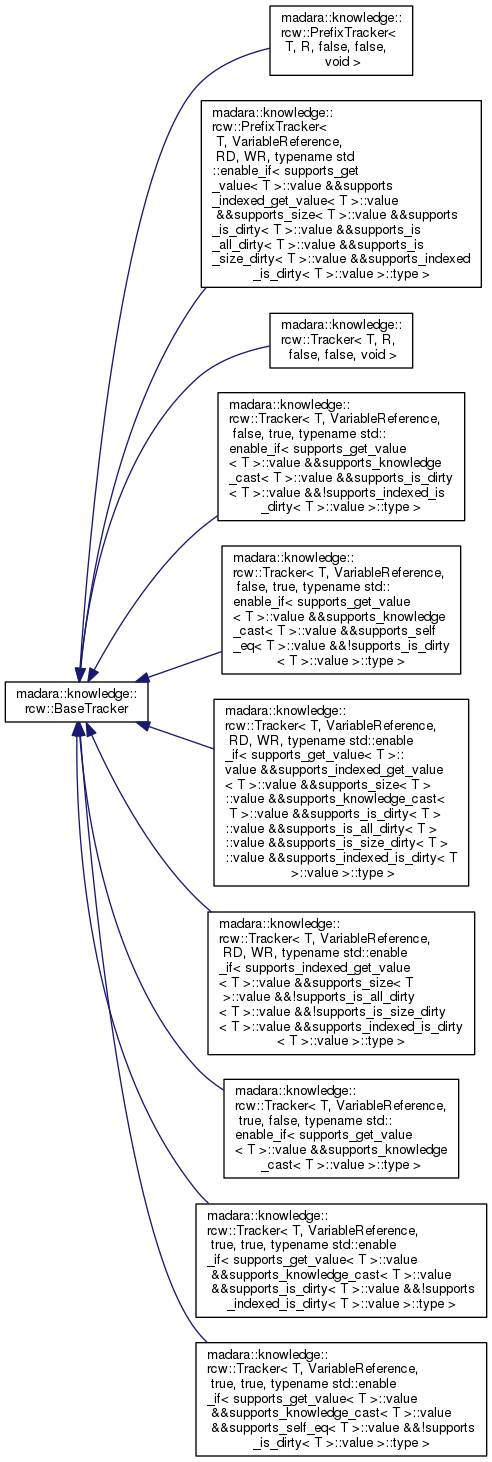 madara::knowledge::
rcw::PrefixTracker<
T, R, false, false,
void >
madara::knowledge::
rcw::PrefixTracker<
T, VariableReference,
RD, WR, typename std
::enable_if< supports_get
_value< T >::value &&supports
_indexed_get_value< T >::value
&&supports_size< T >::value &&supports
_is_dirty< T >::value &&supports_is
_all_dirty< T >::value &&supports_is
_size_dirty< T >::value &&supports_indexed
_is_dirty< T >::value >::type >
madara::knowledge::
rcw::Tracker< T, R,
false, false, void >
madara::knowledge::
rcw::Tracker< T, VariableReference,
false, true, typename std::
enable_if< supports_get_value
< T >::value &&supports_knowledge
_cast< T >::value &&supports_is_dirty
< T >::value &&!supports_indexed_is
_dirty< T >::value >::type >
madara::knowledge::
rcw::Tracker< T, VariableReference,
false, true, typename std::
enable_if< supports_get_value
< T >::value &&supports_knowledge
_cast< T >::value &&supports_self
_eq< T >::value &&!supports_is_dirty
< T >::value >::type >
madara::knowledge::
rcw::BaseTracker
madara::knowledge::
rcw::Tracker< T, VariableReference,
RD, WR, typename std::enable
_if< supports_get_value< T >::
value &&supports_indexed_get_value
< T >::value &&supports_size< T >
::value &&supports_knowledge_cast<
T >::value &&supports_is_dirty< T >
::value &&supports_is_all_dirty< T >
::value &&supports_is_size_dirty< T >
::value &&supports_indexed_is_dirty< T
>::value >::type >
madara::knowledge::
rcw::Tracker< T, VariableReference,
RD, WR, typename std::enable
_if< supports_indexed_get_value
< T >::value &&supports_size< T
>::value &&!supports_is_all_dirty
< T >::value &&!supports_is_size_dirty
< T >::value &&supports_indexed_is_dirty
< T >::value >::type >
madara::knowledge::
rcw::Tracker< T, VariableReference,
true, false, typename std::
enable_if< supports_get_value
< T >::value &&supports_knowledge
_cast< T >::value >::type >
madara::knowledge::
rcw::Tracker< T, VariableReference,
true, true, typename std::enable
_if< supports_get_value< T >::value
&&supports_knowledge_cast< T >::value
&&supports_is_dirty< T >::value &&!supports
_indexed_is_dirty< T >::value >::type >
madara::knowledge::
rcw::Tracker< T, VariableReference,
true, true, typename std::enable
_if< supports_get_value< T >::value
&&supports_knowledge_cast< T >::value
&&supports_self_eq< T >::value &&!supports
_is_dirty< T >::value >::type >